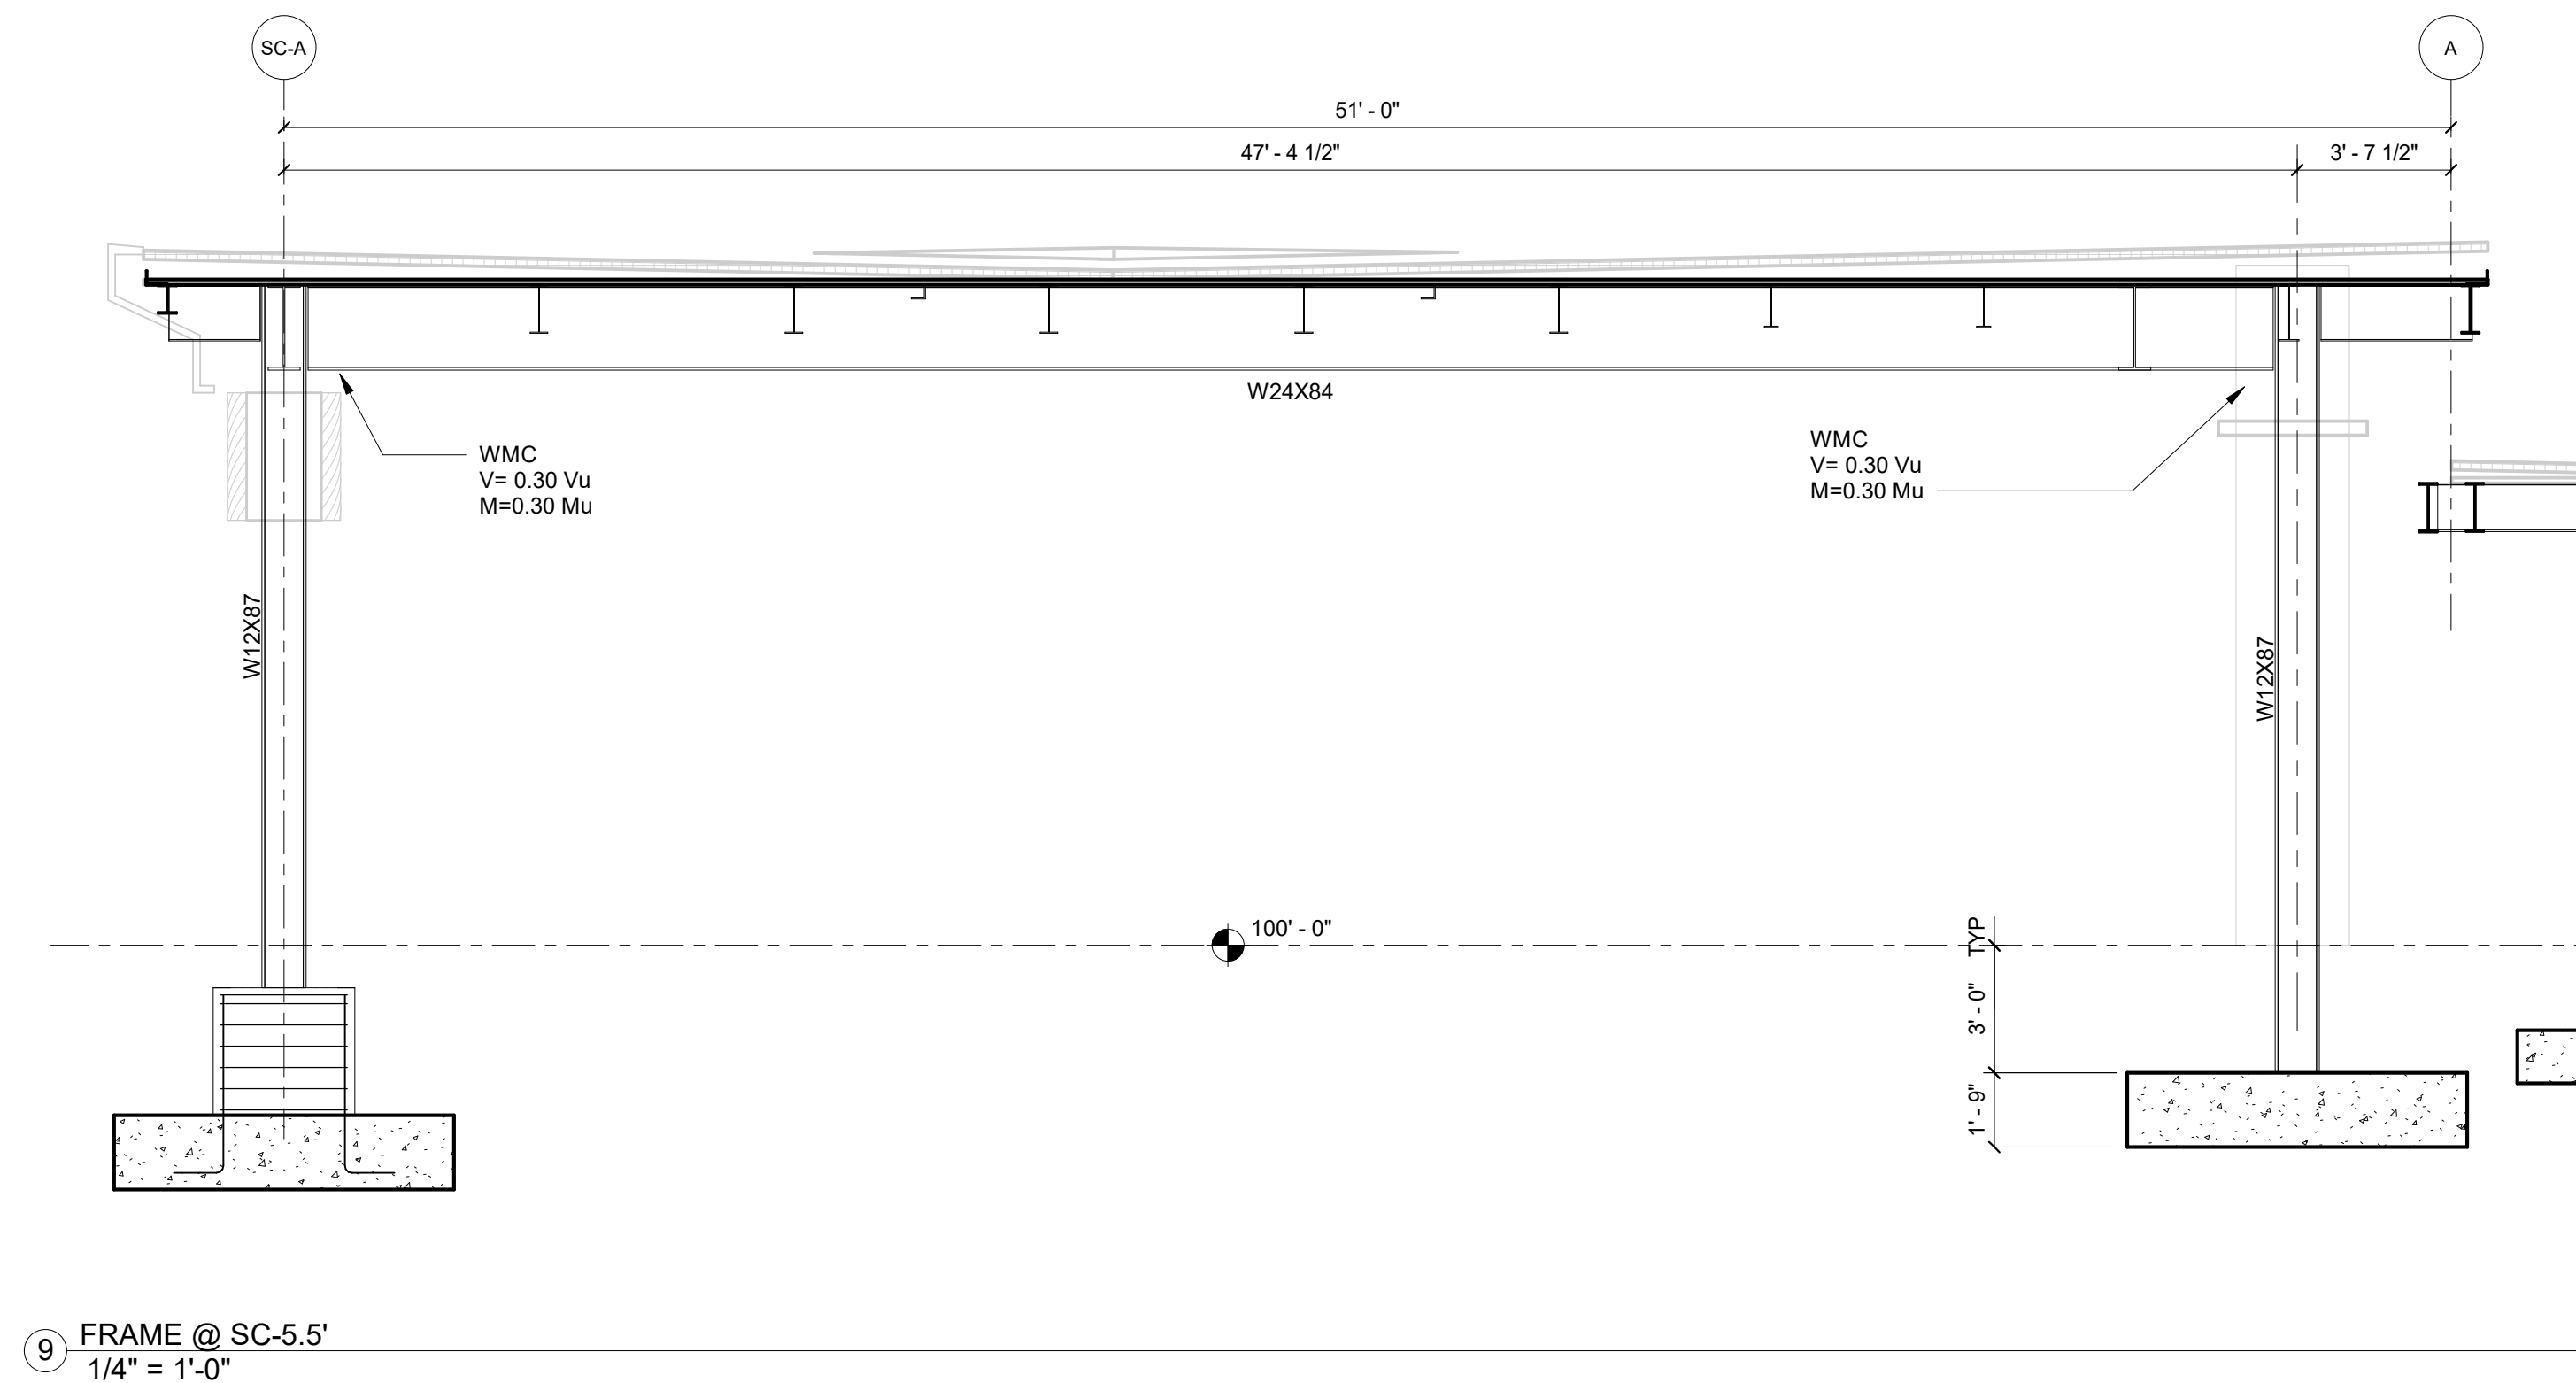 SC-A
A
51' - 0"
47' - 4 1/2"
3' - 7 1/2"
W24X84
WMC
V= 0.30 Vu
M=0.30 Mu
WMC
V= 0.30 Vu
M=0.30 Mu
W12X87
W12X87
100' - 0"
TYP
3' - 0"
1' - 9"
9
FRAME @ SC-5.5'
1/4" = 1'-0"